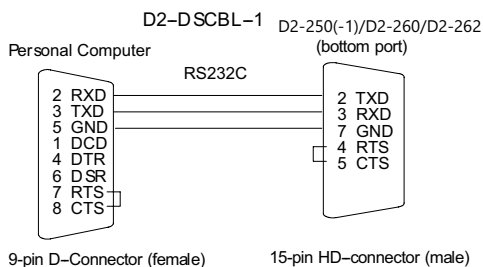 D2-DSCBL-1
D2-250(-1)/D2-260/D2-262
(bottom port)
Personal Computer
RS232C
2 RXD
3 TXD
5 GND
1 DCD
4 DTR
6 DSR
7 RTS
8 CTS
2 TXD
3 RXD
7 GND
4 RTS
5 CTS
9-pin D-Connector (female)
15-pin HD-connector (male)